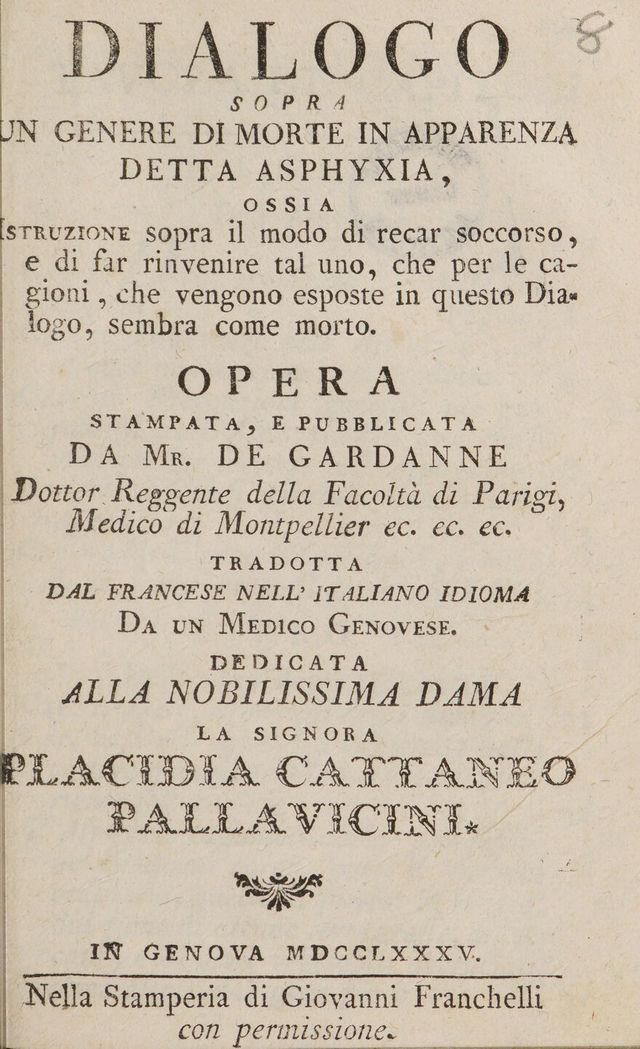 8
DIALOGO
SOPRA
UN GENERE DI MORTE IN APPARENZA
DETTA ASPHYXIA,
OSSIA
ISTRUZIONE sopra il modo di recar soccorso,
e di far rinvenire tal uno, che per le ca-
gioni, che vengono esposte in questo Dia-
logo, sembra come morto.
OPERA
STAMPATA, E PUBBLICATA
DA MR. DE GARDANNE
Dottor Reggente della Facoltà di Parigi,
Medico di Montpellier ec. ec. ec.
TRADOTTA
DAL FRANCESE NELL' ITALIANO IDIOMA
DA UN MEDICO GENOVESE.
DEDICATA
ALLA NOBILISSIMA DAMA
LA SIGNORA
PLACIDIA CATTANEO
PALLAVICINI.
IN GENOVA MDCCLXXXV.
Nella Stamperia di Giovanni Franchelli
con permissione.